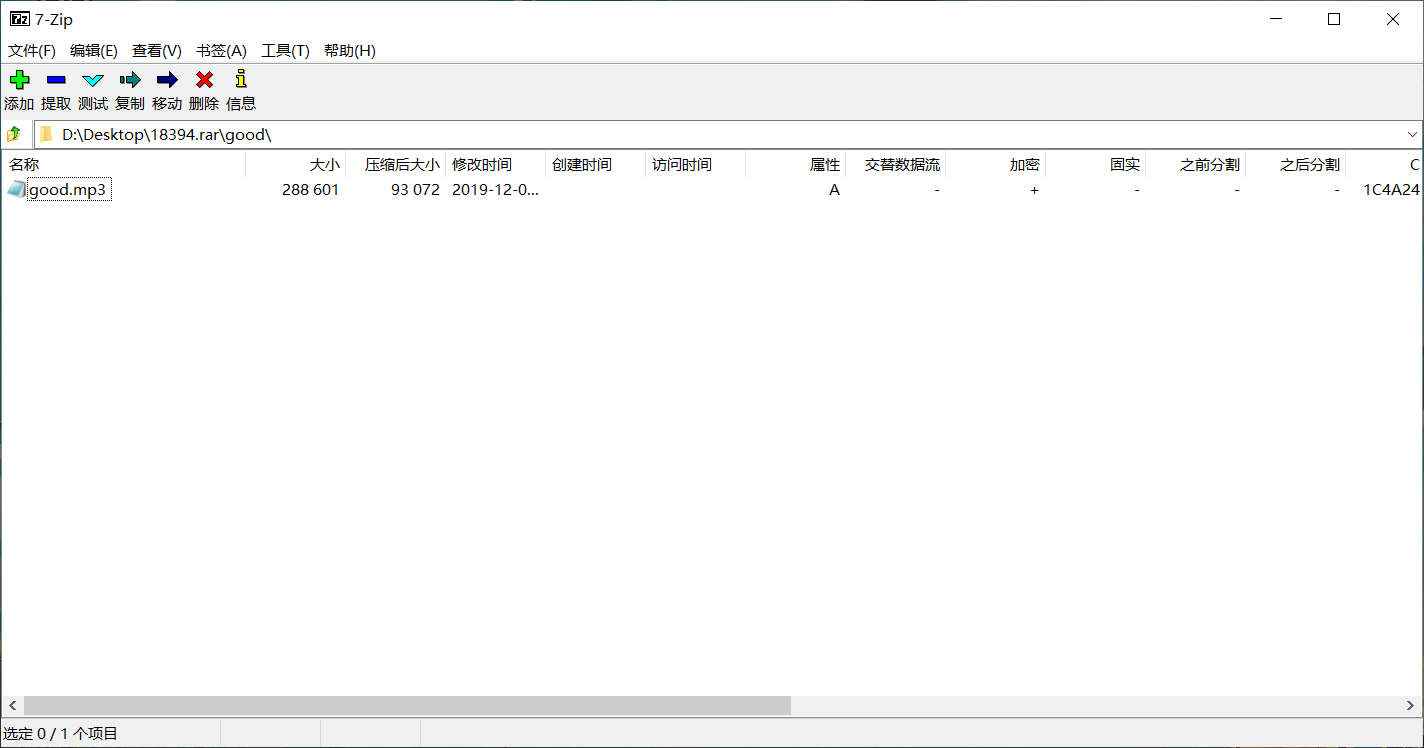 7-Zip
文件(F) 编辑(E) 查看(V) 书签(A) 工具(T) 帮助(H)
添加 提取 测试 复制 移动 删除 信息
D:\Desktop\18394.rar\good\
名称 大小 压缩后大小 修改时间 创建时间 访问时间 属性 交替数据流 加密 固实 之前分割 之后分割 C
good.mp3 288 601 93 072 2019-12-0... A - + - - - 1C4A24
选定 0 / 1 个项目